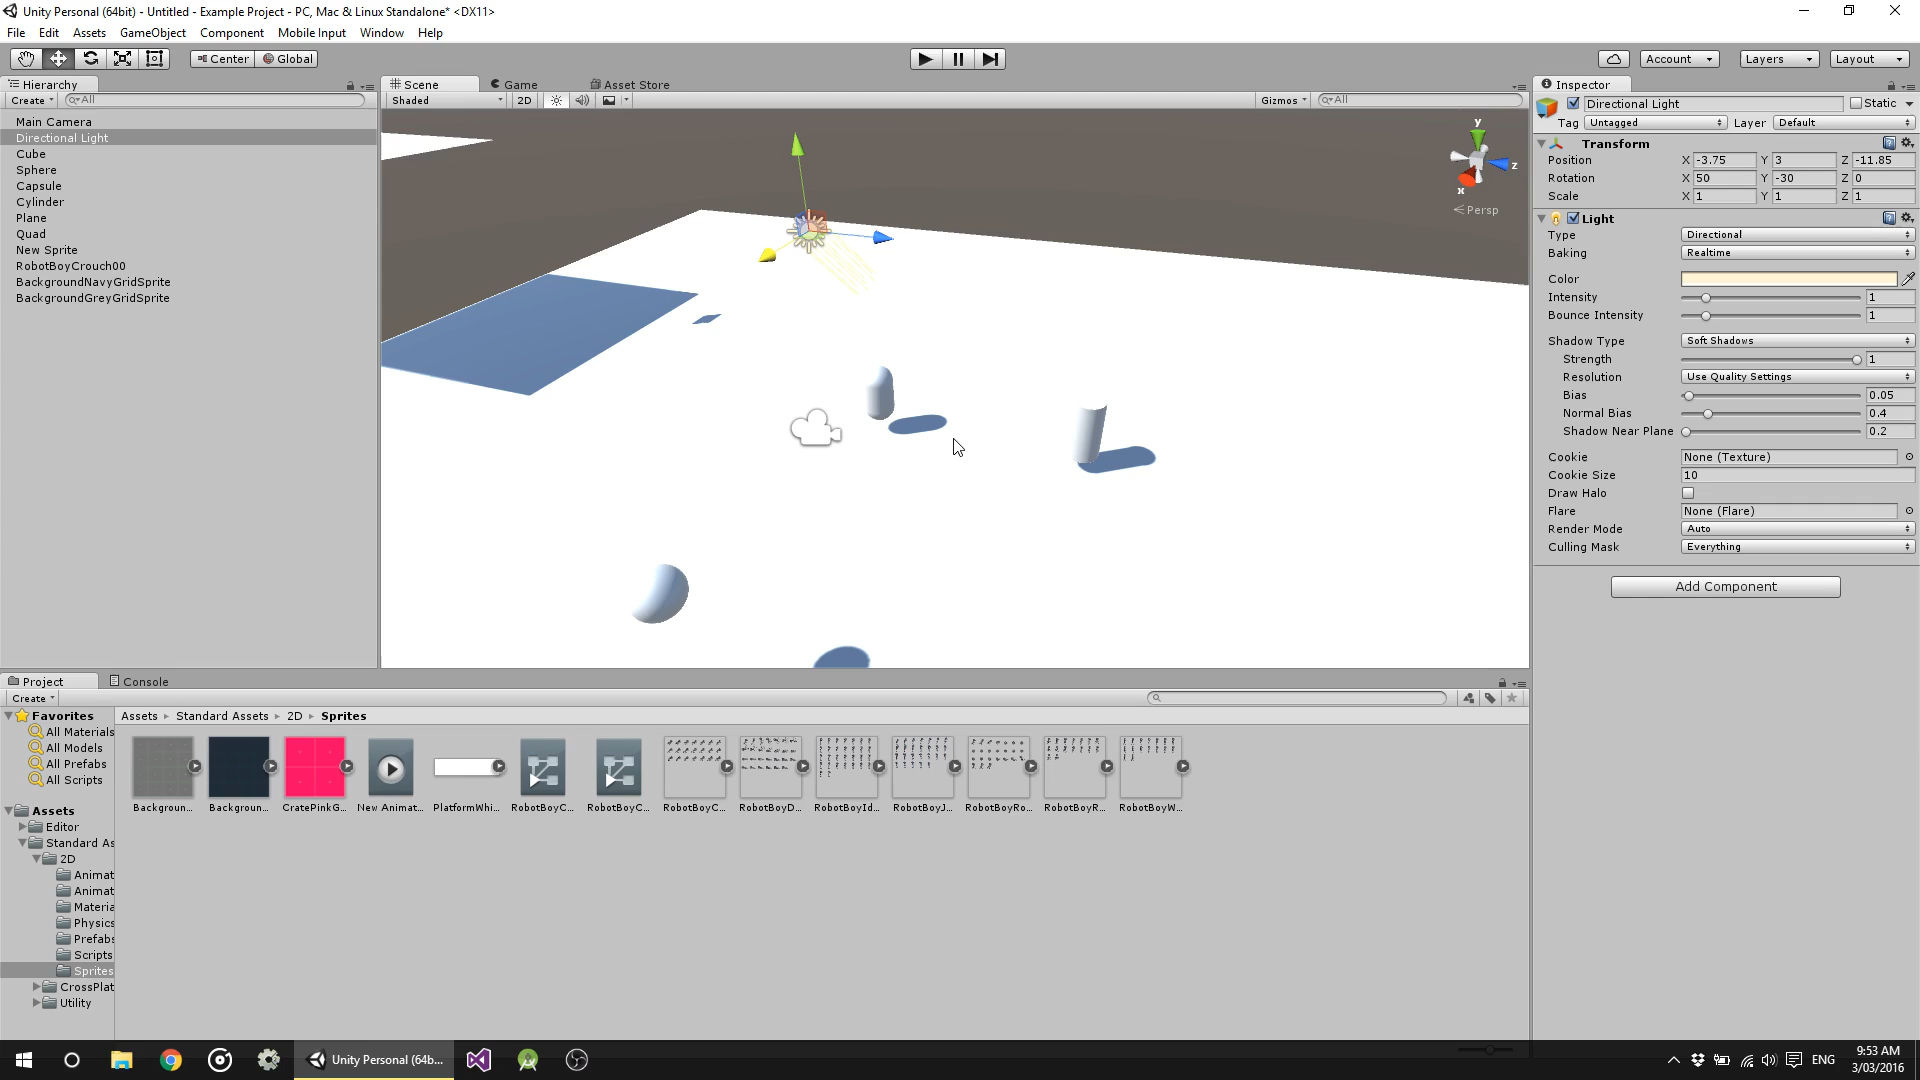 Unity Personal (64bit) - Untitled - Example Project - PC, Mac & Linux Standalone* <DX11>
File Edit Assets GameObject Component Mobile Input Window Help
Center Global Account Layers Layout
Hierarchy
Create All
Main Camera
Directional Light
Cube
Sphere
Capsule
Cylinder
Plane
Quad
New Sprite
RobotBoyCrouch00
BackgroundNavyGridSprite
BackgroundGreyGridSprite
Scene Game Asset Store
Shaded 2D Gizmos All
y
z
x
Persp
Inspector
Directional Light Static
Tag Untagged Layer Default
Transform
Position X -3.75 Y 3 Z -11.85
Rotation X 50 Y -30 Z 0
Scale X 1 Y 1 Z 1
Light
Type Directional
Baking Realtime
Color
Intensity 1
Bounce Intensity 1
Shadow Type Soft Shadows
Strength 1
Resolution Use Quality Settings
Bias 0.05
Normal Bias 0.4
Shadow Near Plane 0.2
Cookie None (Texture)
Cookie Size 10
Draw Halo
Flare None (Flare)
Render Mode Auto
Culling Mask Everything
Add Component
Project Console
Create
Favorites
All Materials
All Models
All Prefabs
All Scripts
Assets
Editor
Standard As
2D
Animat
Animat
Materia
Physics
Prefabs
Scripts
Sprites
CrossPlat
Utility
Assets Standard Assets 2D Sprites
Backgroun... Backgroun... CratePinkG... New Animat... PlatformWhi... RobotBoyC... RobotBoyC... RobotBoyC... RobotBoyD... RobotBoyId... RobotBoyJ... RobotBoyRo... RobotBoyR... RobotBoyW...
Unity Personal (64b...
ENG
9:53 AM
3/03/2016